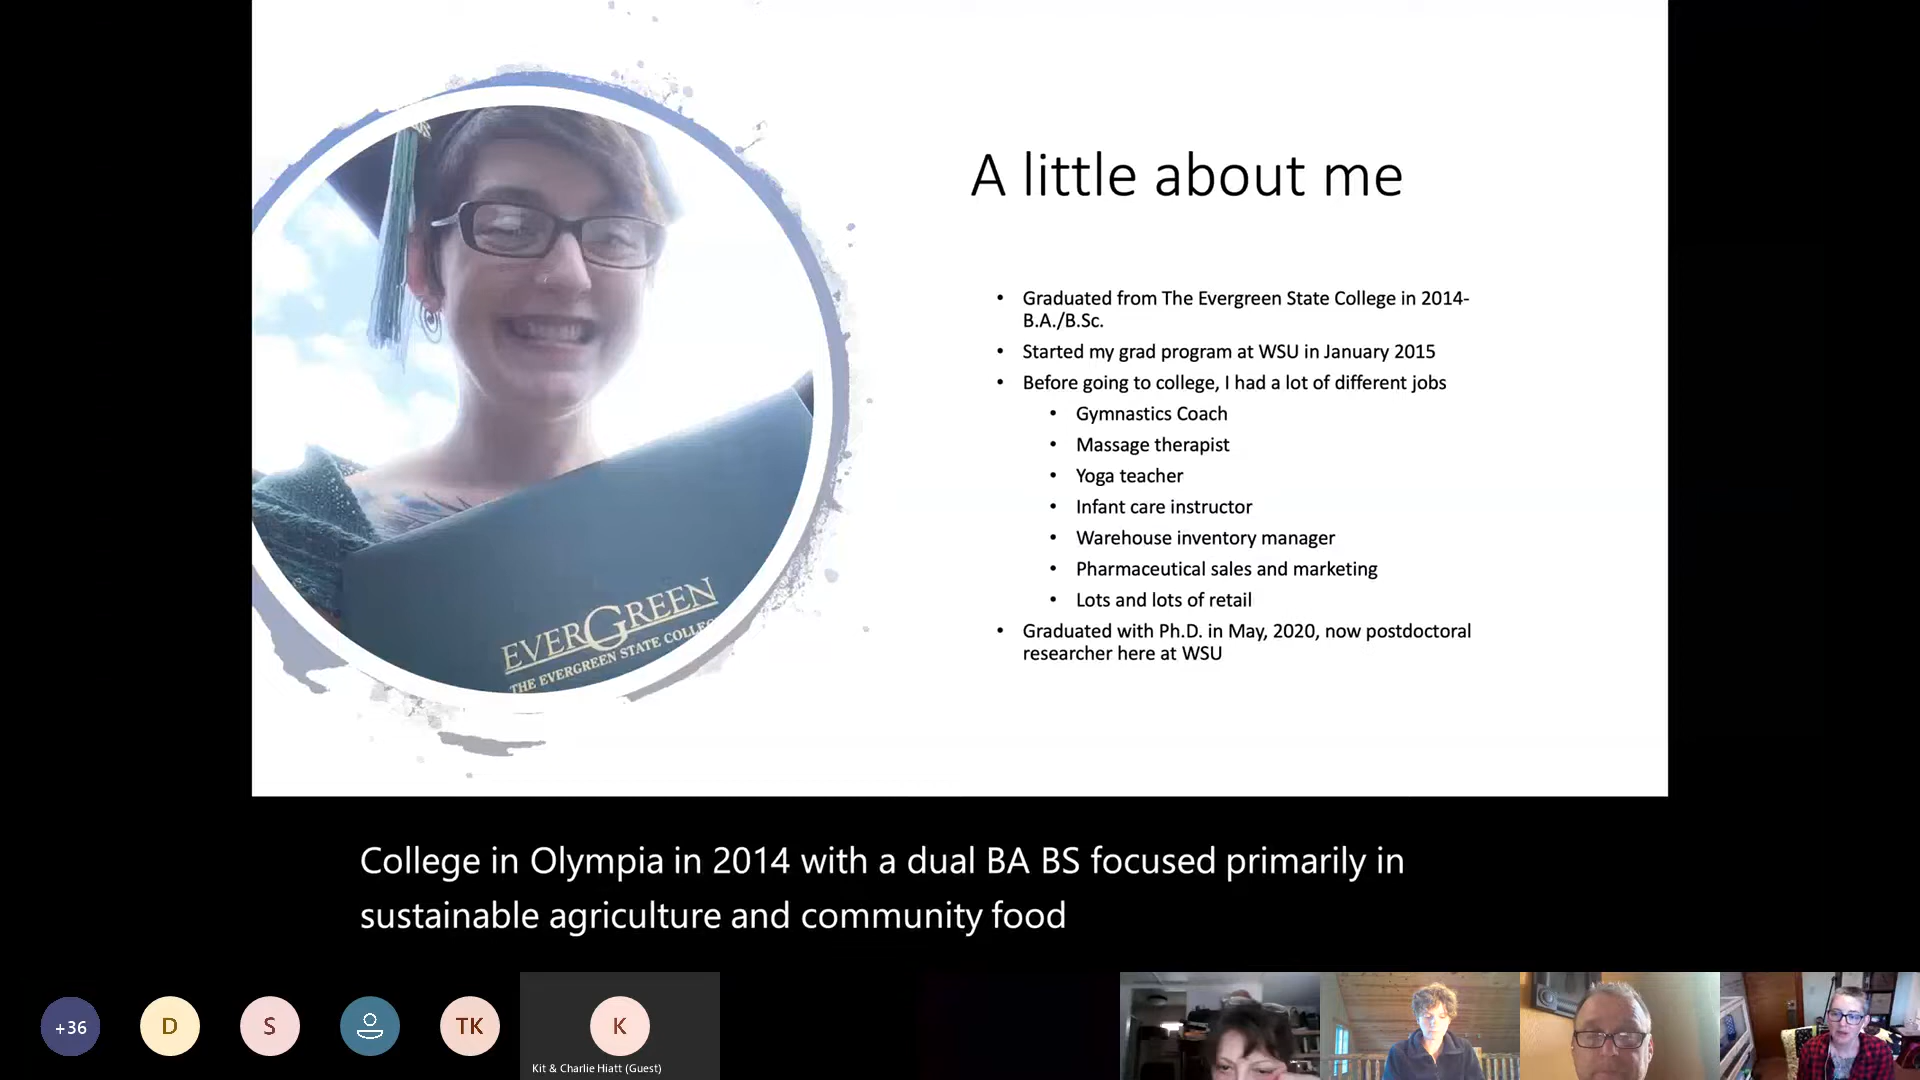 A little about me
• Graduated from The Evergreen State College in 2014-
B.A./B.Sc.
• Started my grad program at WSU in January 2015
• Before going to college, I had a lot of different jobs
• Gymnastics Coach
• Massage therapist
• Yoga teacher
• Infant care instructor
• Warehouse inventory manager
• Pharmaceutical sales and marketing
• Lots and lots of retail
• Graduated with Ph.D. in May, 2020, now postdoctoral
researcher here at WSU
EVERGREEN
THE EVERGREEN STATE COLLEG
College in Olympia in 2014 with a dual BA BS focused primarily in
sustainable agriculture and community food
+36
D
S
TK
K
Kit & Charlie Hiatt (Guest)